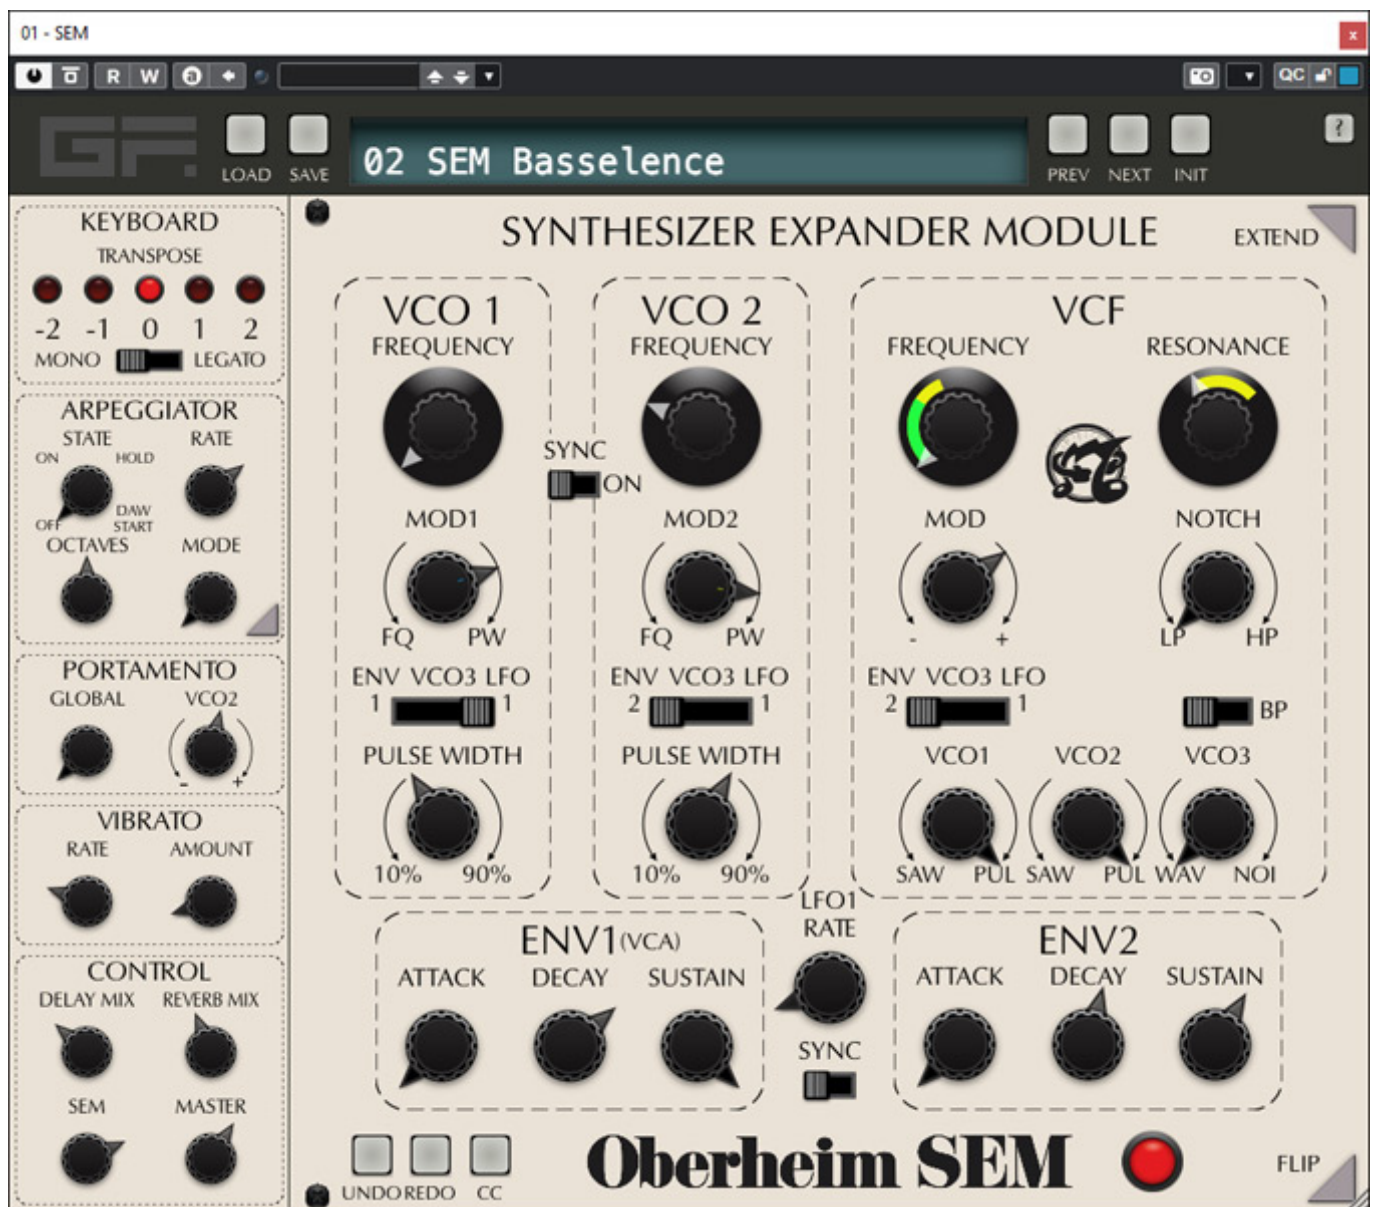 01 - SEM
x
R W a QC
GF.
LOAD SAVE
02 SEM Basselence
PREV NEXT INIT
?
KEYBOARD
TRANSPOSE
-2 -1 0 1 2
MONO LEGATO
ARPEGGIATOR
STATE RATE
ON HOLD
OFF DAW START
OCTAVES MODE
PORTAMENTO
GLOBAL VCO2
- +
VIBRATO
RATE AMOUNT
CONTROL
DELAY MIX REVERB MIX
SEM MASTER
SYNTHESIZER EXPANDER MODULE
EXTEND
VCO 1
FREQUENCY
MOD1
FQ PW
ENV VCO3 LFO
1 1
PULSE WIDTH
10% 90%
SYNC
ON
VCO 2
FREQUENCY
MOD2
FQ PW
ENV VCO3 LFO
2 1
PULSE WIDTH
10% 90%
VCF
FREQUENCY RESONANCE
MOD NOTCH
- + LP HP
ENV VCO3 LFO
2 1 BP
VCO1 VCO2 VCO3
SAW PUL SAW PUL WAV NOI
ENV1 (VCA)
ATTACK DECAY SUSTAIN
LFO1
RATE
SYNC
ENV2
ATTACK DECAY SUSTAIN
UNDO REDO CC
Oberheim SEM
FLIP